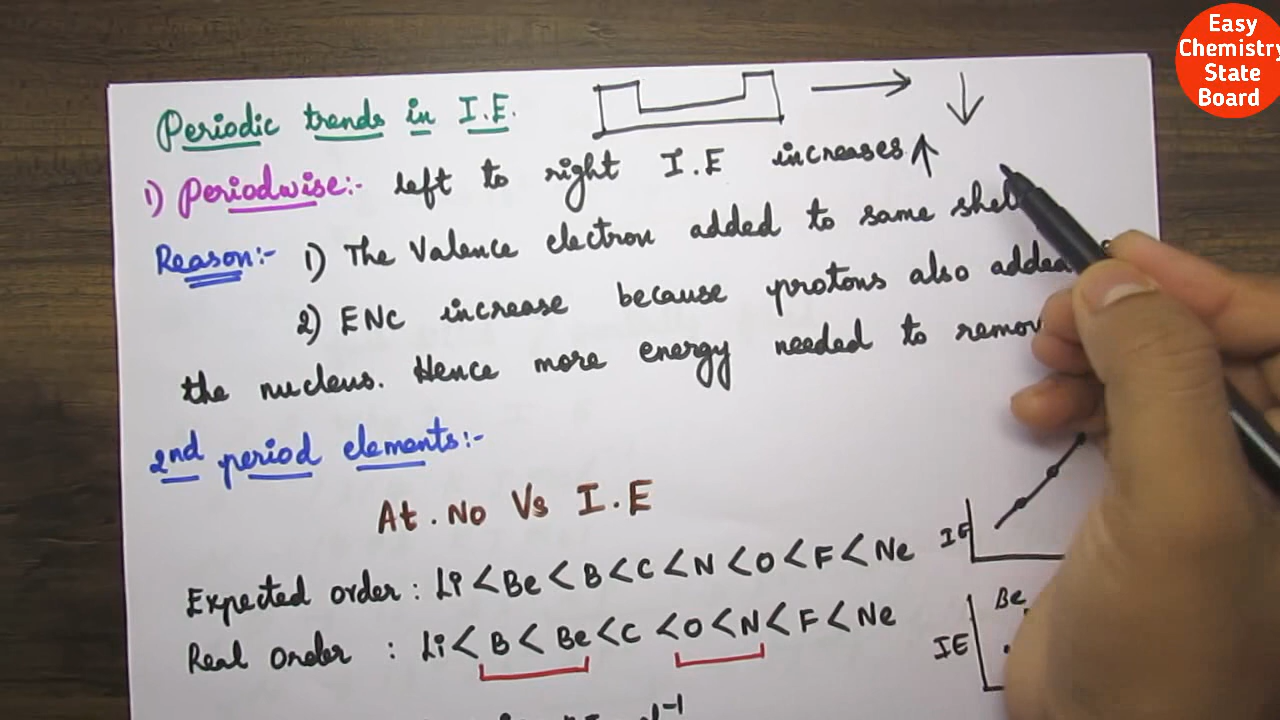 Easy
Chemistry
State
Board
Periodic trends in I.E.
1) Periodwise:- left to right I.E increases ↑
Reason:- 1) The Valence electron added to same shell
2) ENC increase because protons also added
the nucleus. Hence more energy needed to
2nd period elements:-
At. No Vs I.E
Expected order : Li < Be < B < C < N < O < F < Ne
Real order : Li < B < Be < C < O < N < F < Ne
IE
Be
IE